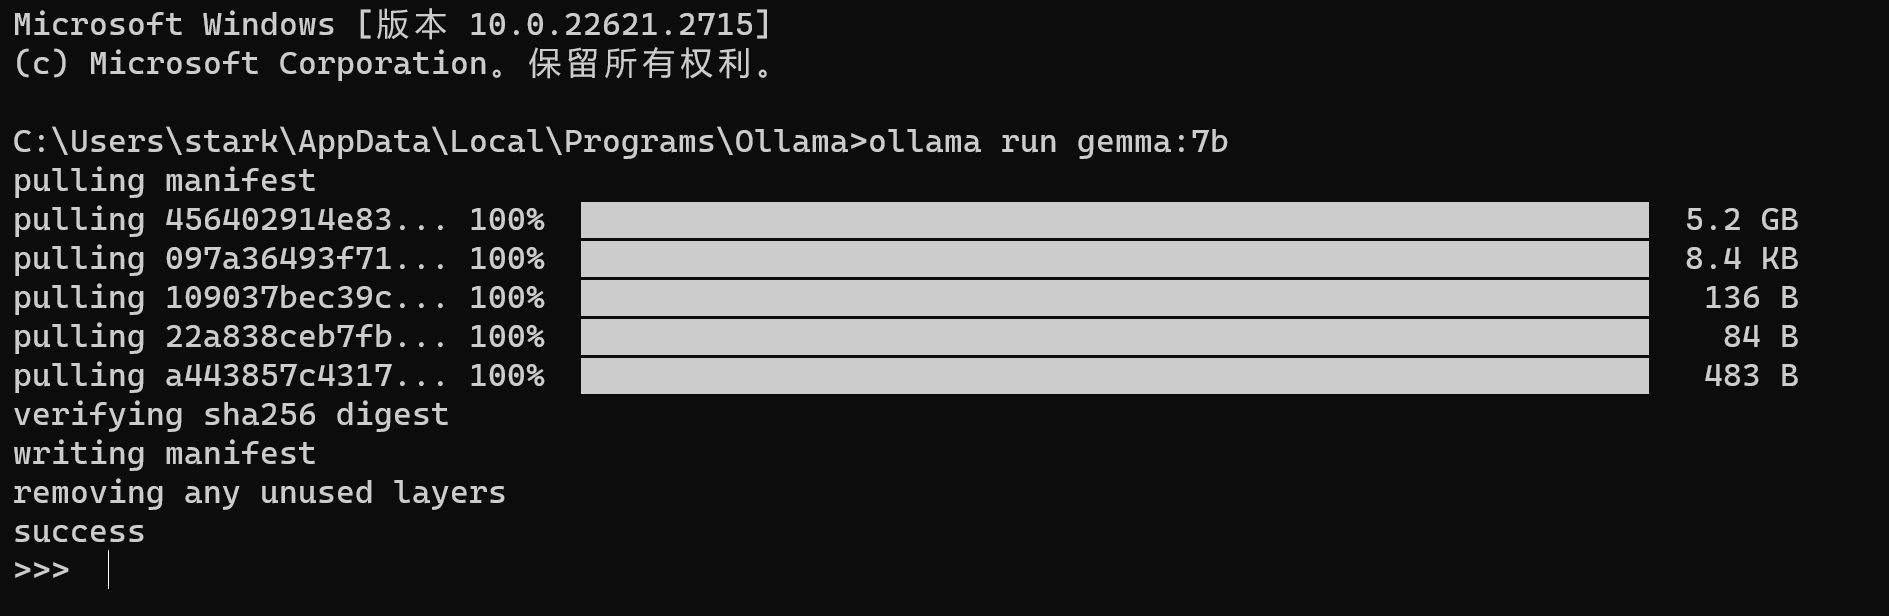 Microsoft Windows [版本 10.0.22621.2715]
(c) Microsoft Corporation。保留所有权利。
C:\Users\stark\AppData\Local\Programs\Ollama>ollama run gemma:7b
pulling manifest
pulling 456402914e83... 100% 5.2 GB
pulling 097a36493f71... 100% 8.4 KB
pulling 109037bec39c... 100% 136 B
pulling 22a838ceb7fb... 100% 84 B
pulling a443857c4317... 100% 483 B
verifying sha256 digest
writing manifest
removing any unused layers
success
>>>